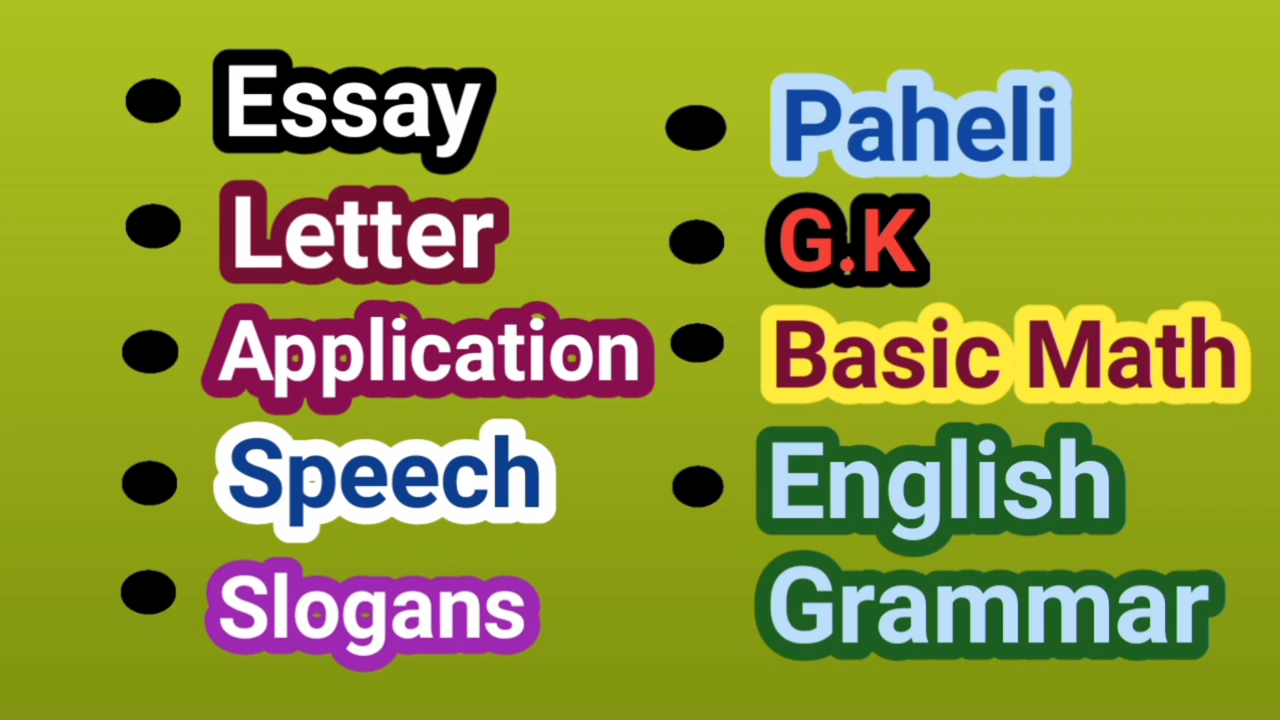 Essay
Letter
Application
Speech
Slogans
Paheli
G.K
Basic Math
English
Grammar